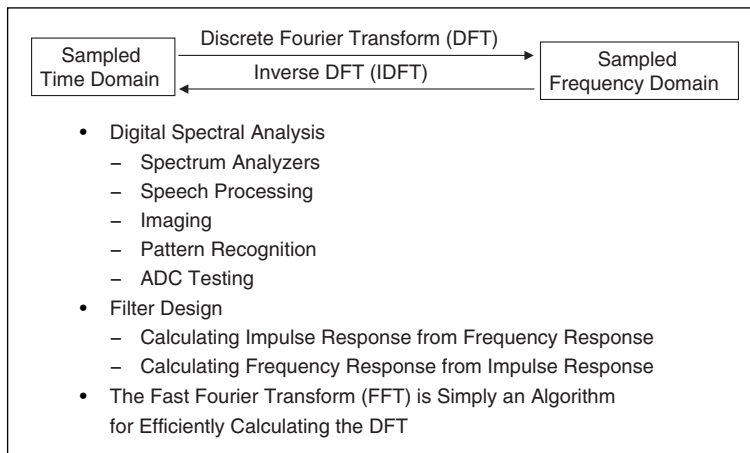 Sampled
Time Domain
Discrete Fourier Transform (DFT)
Inverse DFT (IDFT)
Sampled
Frequency Domain
• Digital Spectral Analysis
– Spectrum Analyzers
– Speech Processing
– Imaging
– Pattern Recognition
– ADC Testing
• Filter Design
– Calculating Impulse Response from Frequency Response
– Calculating Frequency Response from Impulse Response
• The Fast Fourier Transform (FFT) is Simply an Algorithm
for Efficiently Calculating the DFT